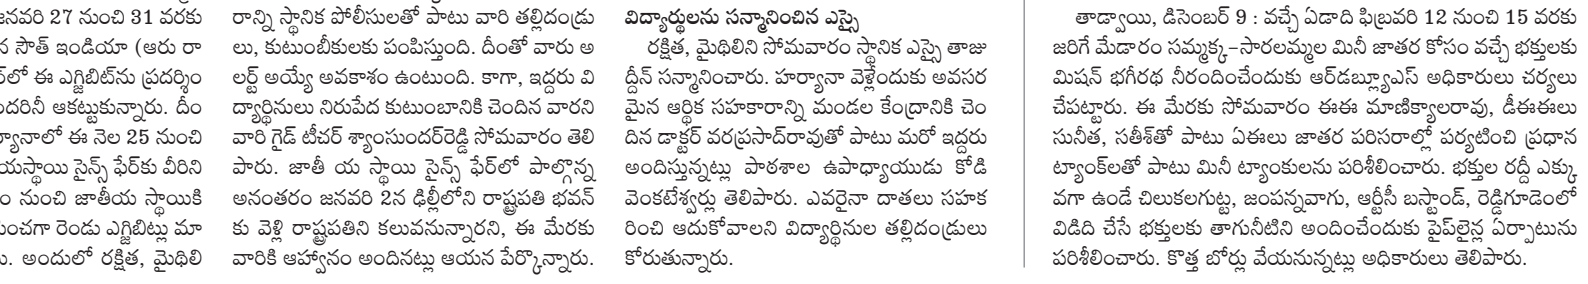 జనవరి 27 నుంచి 31 వరకు
న సౌత్ ఇండియా (ఆరు రా
లో ఈ ఎగ్జిబిట్‌ను ప్రదర్శిం
దరినీ ఆకట్టుకున్నారు. దీం
ర్యానాలో ఈ నెల 25 నుంచి
యస్థాయి సైన్స్ ఫేర్‌కు వీరిని
ం నుంచి జాతీయ స్థాయికి
ంచగా రెండు ఎగ్జిబిట్లు మా
ు. అందులో రక్షిత, మైథిలి
రాన్ని స్థానిక పోలీసులతో పాటు వారి తల్లిదండ్రు
లు, కుటుంబీకులకు పంపిస్తుంది. దీంతో వారు అ
లర్ట్ అయ్యే అవకాశం ఉంటుంది. కాగా, ఇద్దరు వి
ద్యార్థినులు నిరుపేద కుటుంబానికి చెందిన వారని
వారి గైడ్ టీచర్ శ్యాంసుందర్‌రెడ్డి సోమవారం తెలి
పారు. జాతీ య స్థాయి సైన్స్ ఫేర్‌లో పాల్గొన్న
అనంతరం జనవరి 2న ఢిల్లీలోని రాష్ట్రపతి భవన్
కు వెళ్లి రాష్ట్రపతిని కలువనున్నారని, ఈ మేరకు
వారికి ఆహ్వానం అందినట్లు ఆయన పేర్కొన్నారు.
విద్యార్థులను సన్మానించిన ఎస్సై
రక్షిత, మైథిలిని సోమవారం స్థానిక ఎస్సై తాజు
ద్దీన్ సన్మానించారు. హర్యానా వెళ్లేందుకు అవసర
మైన ఆర్థిక సహకారాన్ని మండల కేంద్రానికి చెం
దిన డాక్టర్ వరప్రసాద్‌రావుతో పాటు మరో ఇద్దరు
అందిస్తున్నట్లు పాఠశాల ఉపాధ్యాయుడు కోడి
వెంకటేశ్వర్లు తెలిపారు. ఎవరైనా దాతలు సహక
రించి ఆదుకోవాలని విద్యార్థినుల తల్లిదండ్రులు
కోరుతున్నారు.
తాడ్వాయి, డిసెంబర్ 9 : వచ్చే ఏడాది ఫిబ్రవరి 12 నుంచి 15 వరకు
జరిగే మేడారం సమ్మక్క-సారలమ్మల మినీ జాతర కోసం వచ్చే భక్తులకు
మిషన్ భగీరథ నీరందించేందుకు ఆర్‌డబ్ల్యూఎస్ అధికారులు చర్యలు
చేపట్టారు. ఈ మేరకు సోమవారం ఈఈ మాణిక్యాలరావు, డీఈఈలు
సునీత, సతీశ్‌తో పాటు ఏఈలు జాతర పరిసరాల్లో పర్యటించి ప్రధాన
ట్యాంక్‌లతో పాటు మినీ ట్యాంకులను పరిశీలించారు. భక్తుల రద్దీ ఎక్కు
వగా ఉండే చిలుకలగుట్ట, జంపన్నవాగు, ఆర్టీసీ బస్టాండ్, రెడ్డిగూడెంలో
విడిది చేసే భక్తులకు తాగునీటిని అందించేందుకు పైప్‌లైన్ల ఏర్పాటును
పరిశీలించారు. కొత్త బోర్లు వేయనున్నట్లు అధికారులు తెలిపారు.